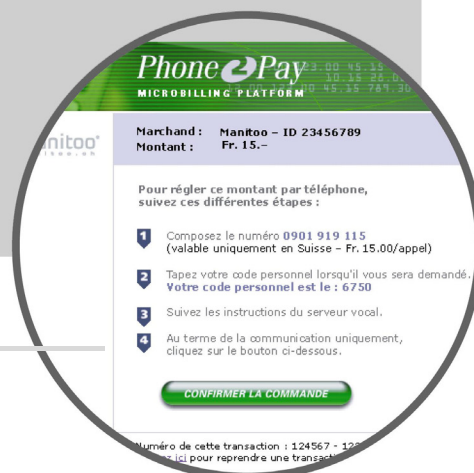 Phone 2 Pay
MICROBILLING PLATFORM
Marchand : Manitoo – ID 23456789
Montant : Fr. 15.–
Pour régler ce montant par téléphone,
suivez ces différentes étapes :
1 Composez le numéro 0901 919 115
(valable uniquement en Suisse – Fr. 15.00/appel)
2 Tapez votre code personnel lorsqu'il vous sera demandé.
Votre code personnel est le : 6750
3 Suivez les instructions du serveur vocal.
4 Au terme de la communication uniquement,
cliquez sur le bouton ci-dessous.
CONFIRMER LA COMMANDE
Numéro de cette transaction : 124567 -
ici pour reprendre une